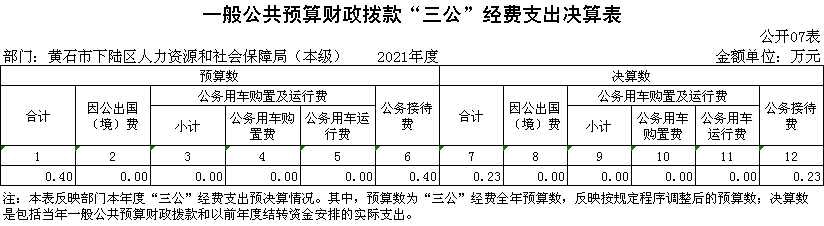 一般公共预算财政拨款“三公”经费支出决算表
公开07表
部门：黄石市下陆区人力资源和社会保障局（本级） 2021年度 金额单位：万元
预算数 决算数
合计 因公出国（境）费 公务用车购置及运行费 公务接待费 合计 因公出国（境）费 公务用车购置及运行费 公务接待费
小计 公务用车购置费 公务用车运行费 小计 公务用车购置费 公务用车运行费
1 2 3 4 5 6 7 8 9 10 11 12
0.40 0.00 0.00 0.00 0.00 0.40 0.23 0.00 0.00 0.00 0.00 0.23
注：本表反映部门本年度“三公”经费支出预决算情况。其中，预算数为“三公”经费全年预算数，反映按规定程序调整后的预算数；决算数
是包括当年一般公共预算财政拨款和以前年度结转资金安排的实际支出。